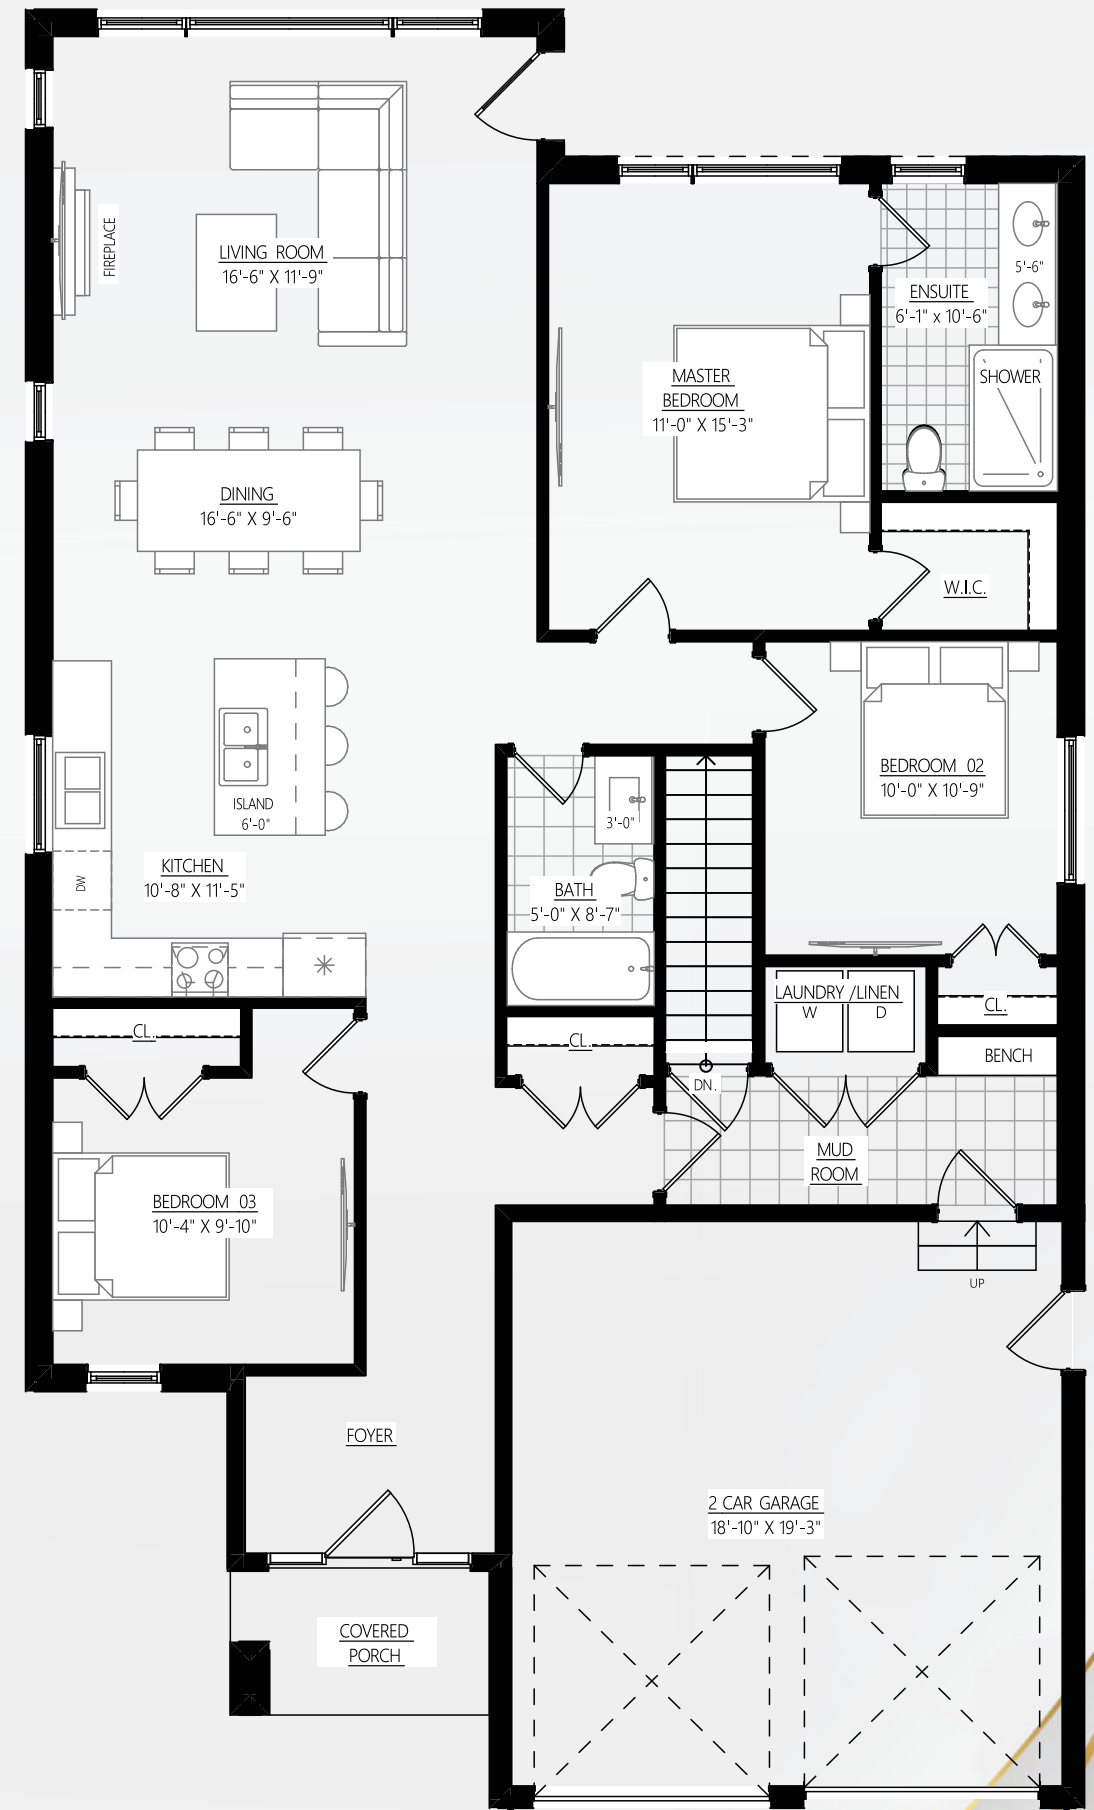 FIREPLACE
LIVING ROOM
16'-6" X 11'-9"
5'-6"
ENSUITE
6'-1" x 10'-6"
SHOWER
MASTER
BEDROOM
11'-0" X 15'-3"
DINING
16'-6" X 9'-6"
W.I.C.
BEDROOM 02
10'-0" X 10'-9"
ISLAND
6'-0"
3'-0"
KITCHEN
10'-8" X 11'-5"
DW
BATH
5'-0" X 8'-7"
LAUNDRY /LINEN
W D
CL.
CL.
CL.
BENCH
DN.
MUD
ROOM
BEDROOM 03
10'-4" X 9'-10"
UP
FOYER
2 CAR GARAGE
18'-10" X 19'-3"
COVERED
PORCH